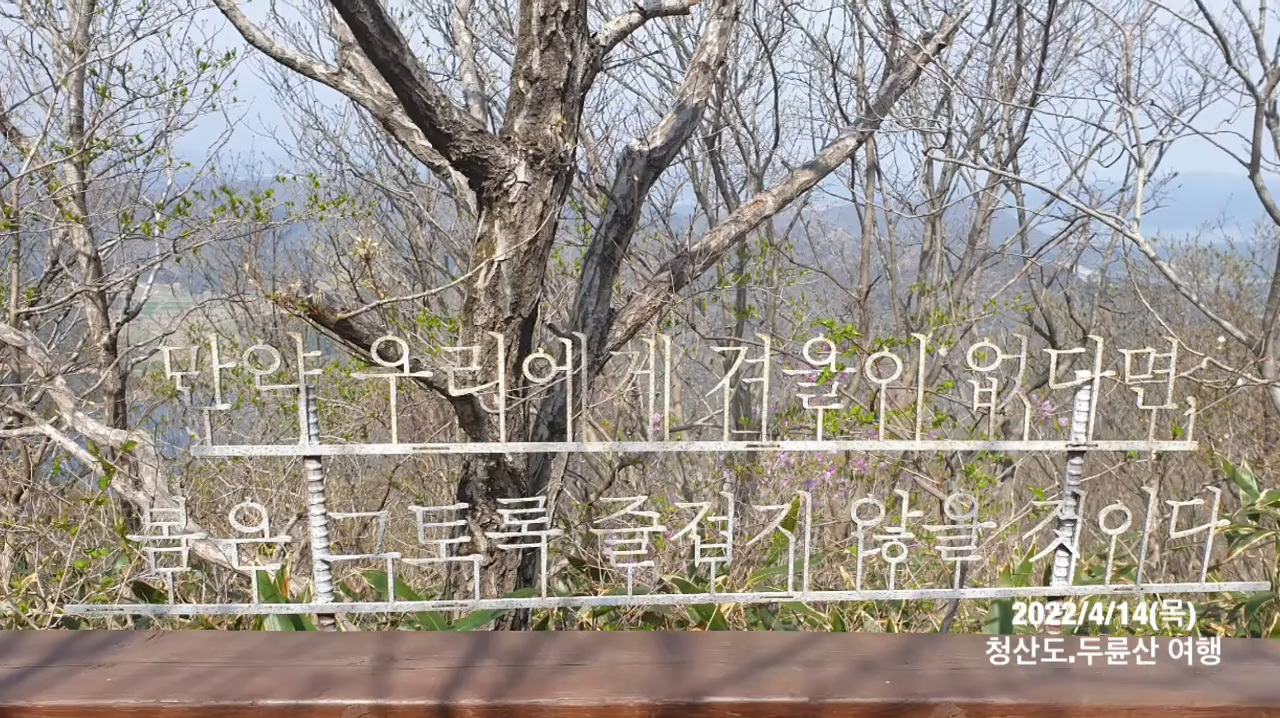 만약 우리에게 겨울이 없다면,
봄은 그토록 즐겁지 않을 것이다
2022/4/14(목)
청산도.두륜산 여행